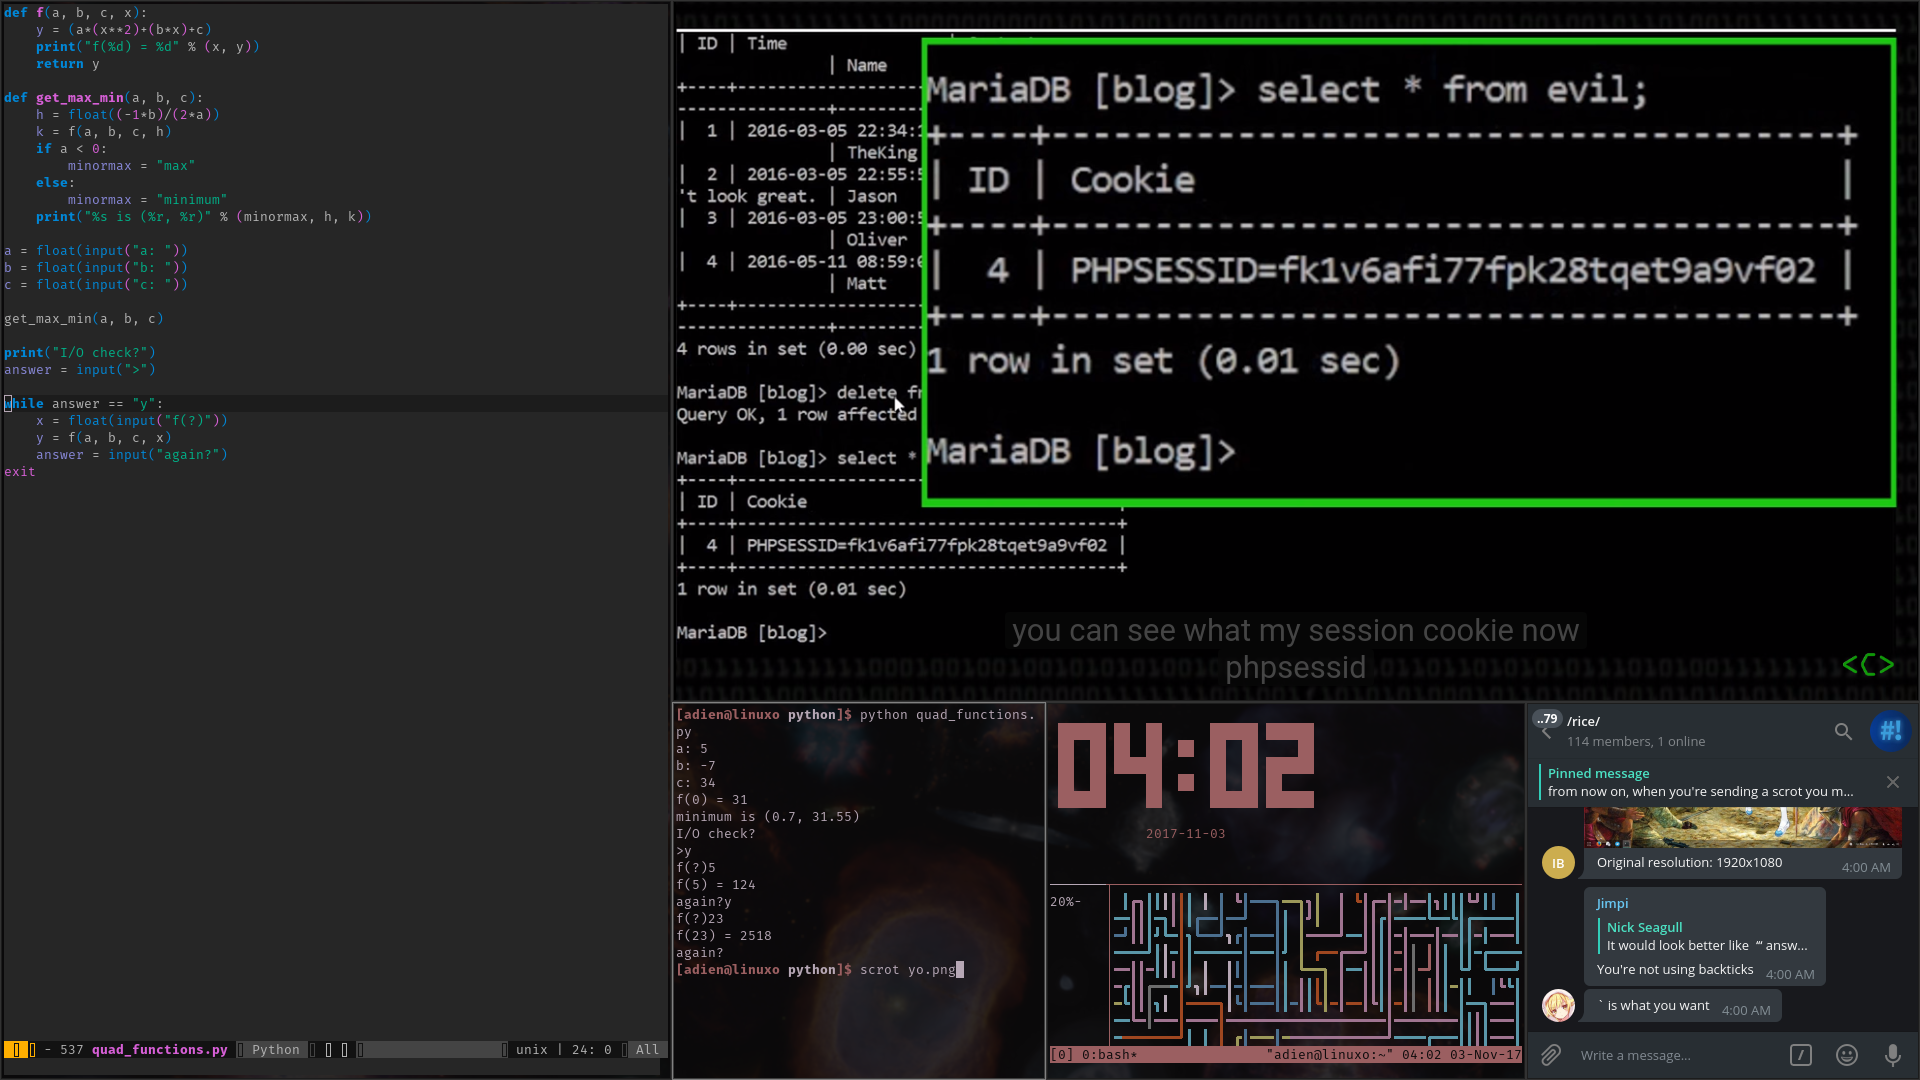 def f(a, b, c, x):
    y = (a*(x**2)+(b*x)+c)
    print("f(%d) = %d" % (x, y))
    return y
def get_max_min(a, b, c):
    h = float((-1*b)/(2*a))
    k = f(a, b, c, h)
    if a < 0:
        minormax = "max"
    else:
        minormax = "minimum"
    print("%s is (%r, %r)" % (minormax, h, k))
a = float(input("a: "))
b = float(input("b: "))
c = float(input("c: "))
get_max_min(a, b, c)
print("I/O check?")
answer = input(">")
while answer == "y":
    x = float(input("f(?)"))
    y = f(a, b, c, x)
    answer = input("again?")
exit
- 537 quad_functions.py Python unix | 24: 0 All
| ID | Time
| Name
| 1 | 2016-03-05 22:34:1
| TheKing
| 2 | 2016-03-05 22:55:5
't look great. | Jason
| 3 | 2016-03-05 23:00:5
| Oliver
| 4 | 2016-05-11 08:59:0
| Matt
4 rows in set (0.00 sec)
MariaDB [blog]> delete fr
Query OK, 1 row affected
MariaDB [blog]> select *
| ID | Cookie
| 4 | PHPSESSID=fk1v6afi77fpk28tqet9a9vf02 |
1 row in set (0.01 sec)
MariaDB [blog]>
MariaDB [blog]> select * from evil;
+----+--------------------------------------+
| ID | Cookie |
+----+--------------------------------------+
| 4 | PHPSESSID=fk1v6afi77fpk28tqet9a9vf02 |
+----+--------------------------------------+
1 row in set (0.01 sec)
MariaDB [blog]>
you can see what my session cookie now
phpsessid
<C>
[adien@linuxo python]$ python quad_functions.
py
a: 5
b: -7
c: 34
f(0) = 31
minimum is (0.7, 31.55)
I/O check?
>y
f(?)5
f(5) = 124
again?y
f(?)23
f(23) = 2518
again?
[adien@linuxo python]$ scrot yo.png
04:02
2017-11-03
20%-
[0] 0:bash* "adien@linuxo:~" 04:02 03-Nov-17
..79 /rice/
114 members, 1 online
#!
Pinned message
from now on, when you're sending a scrot you m...
IB
Original resolution: 1920x1080 4:00 AM
Jimpi
Nick Seagull
It would look better like “‘ answ...
You're not using backticks 4:00 AM
` is what you want 4:00 AM
Write a message...